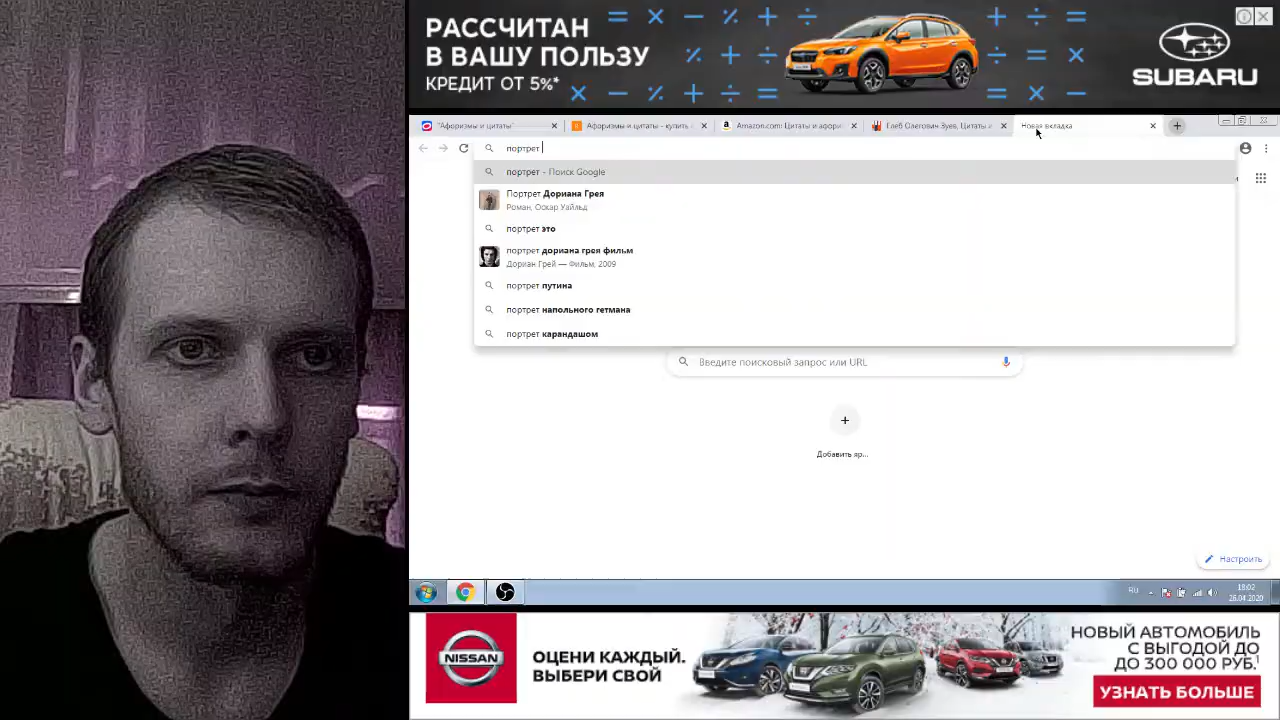 РАССЧИТАН
В ВАШУ ПОЛЬЗУ
КРЕДИТ ОТ 5%*
SUBARU
"Афоризмы и цитаты"
Афоризмы и цитаты - купить
Amazon.com: Цитаты и афори
Глеб Олегович Зуев, Цитаты и
Новая вкладка
портрет
портрет - Поиск Google
Портрет Дориана Грея
Роман, Оскар Уайльд
портрет это
портрет дориана грея фильм
Дориан Грей — Фильм, 2009
портрет путина
портрет напольного гетмана
портрет карандашом
Введите поисковый запрос или URL
Добавить яр...
Настроить
RU
18:02
26.04.2020
NISSAN
ОЦЕНИ КАЖДЫЙ.
ВЫБЕРИ СВОЙ
НОВЫЙ АВТОМОБИЛЬ
С ВЫГОДОЙ ДО
ДО 300 000 РУБ.¹
УЗНАТЬ БОЛЬШЕ